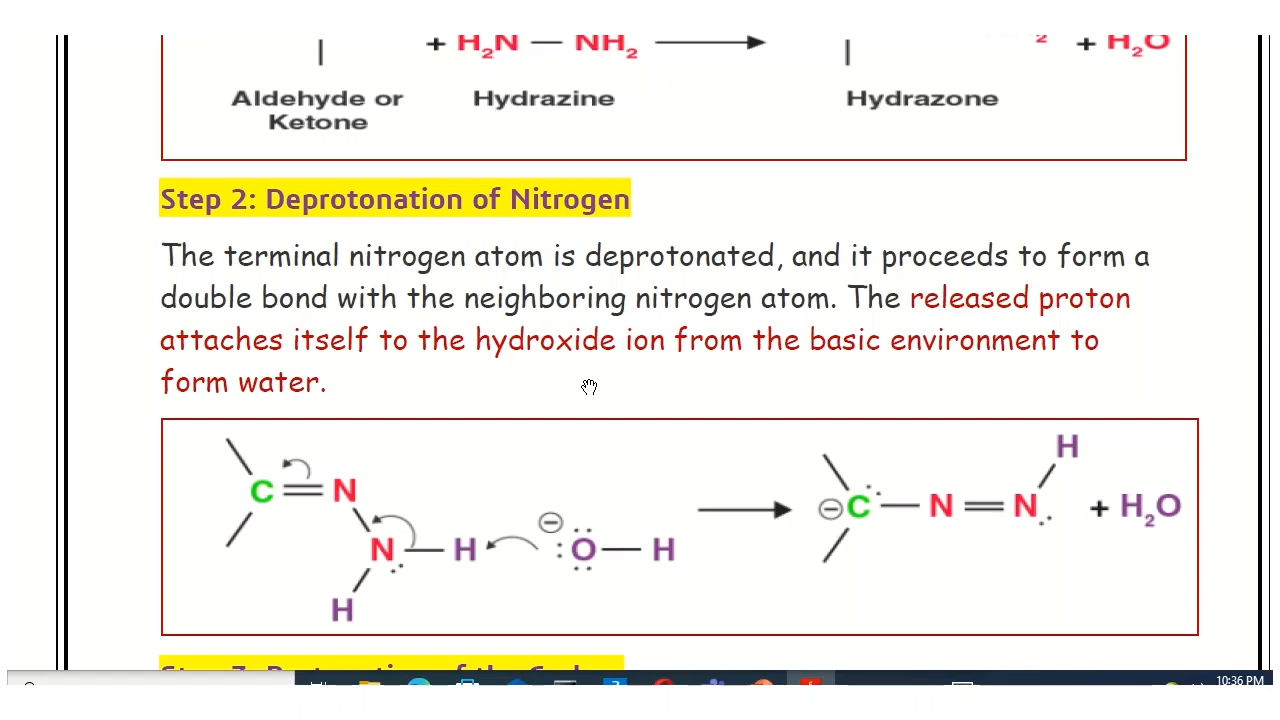 + H₂N — NH₂ + H₂O
Aldehyde or Hydrazine Hydrazone
Ketone
Step 2: Deprotonation of Nitrogen
The terminal nitrogen atom is deprotonated, and it proceeds to form a
double bond with the neighboring nitrogen atom. The released proton
attaches itself to the hydroxide ion from the basic environment to
form water.
H
C = N ⊖ C — N = N + H₂O
N — H ⊖ : O — H
H
10:36 PM